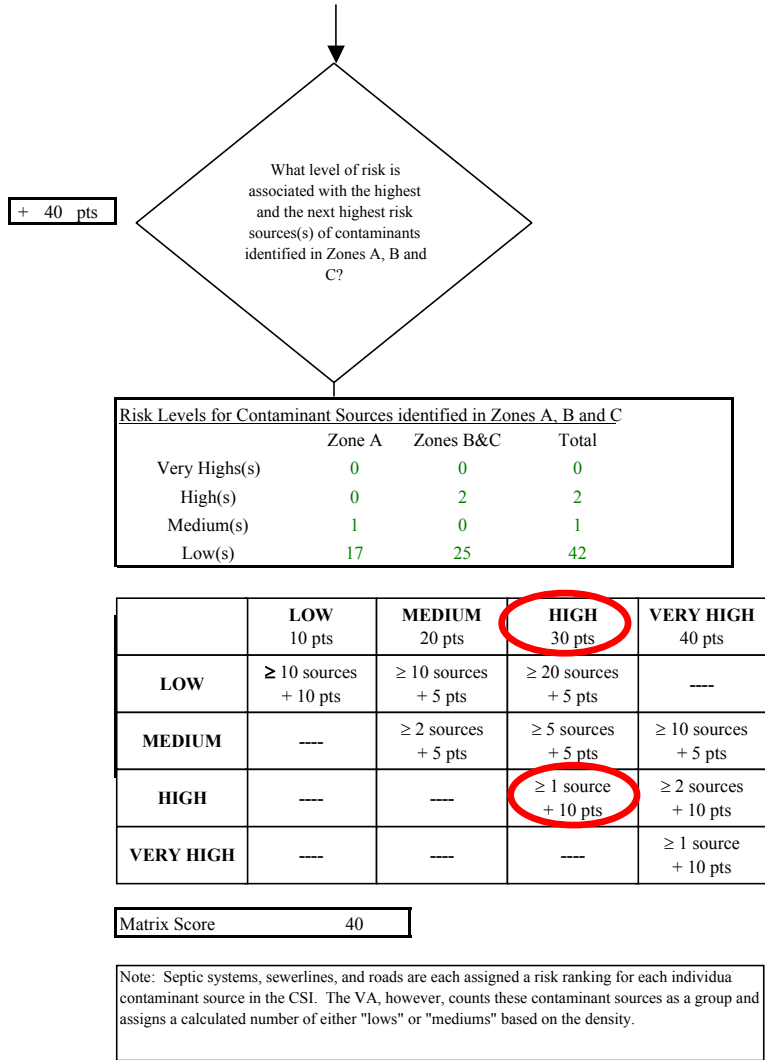 What level of risk is
associated with the highest
and the next highest risk
sources(s) of contaminants
identified in Zones A, B and
C?
+ 40 pts
Risk Levels for Contaminant Sources identified in Zones A, B and C
Zone A Zones B&C Total
Very Highs(s) 0 0 0
High(s) 0 2 2
Medium(s) 1 0 1
Low(s) 17 25 42
LOW MEDIUM HIGH VERY HIGH
10 pts 20 pts 30 pts 40 pts
LOW ≥ 10 sources ≥ 10 sources ≥ 20 sources ----
+ 10 pts + 5 pts + 5 pts
MEDIUM ---- ≥ 2 sources ≥ 5 sources ≥ 10 sources
+ 5 pts + 5 pts + 5 pts
HIGH ---- ---- ≥ 1 source ≥ 2 sources
+ 10 pts + 10 pts
VERY HIGH ---- ---- ---- ≥ 1 source
+ 10 pts
Matrix Score 40
Note: Septic systems, sewerlines, and roads are each assigned a risk ranking for each individua
contaminant source in the CSI. The VA, however, counts these contaminant sources as a group and
assigns a calculated number of either "lows" or "mediums" based on the density.